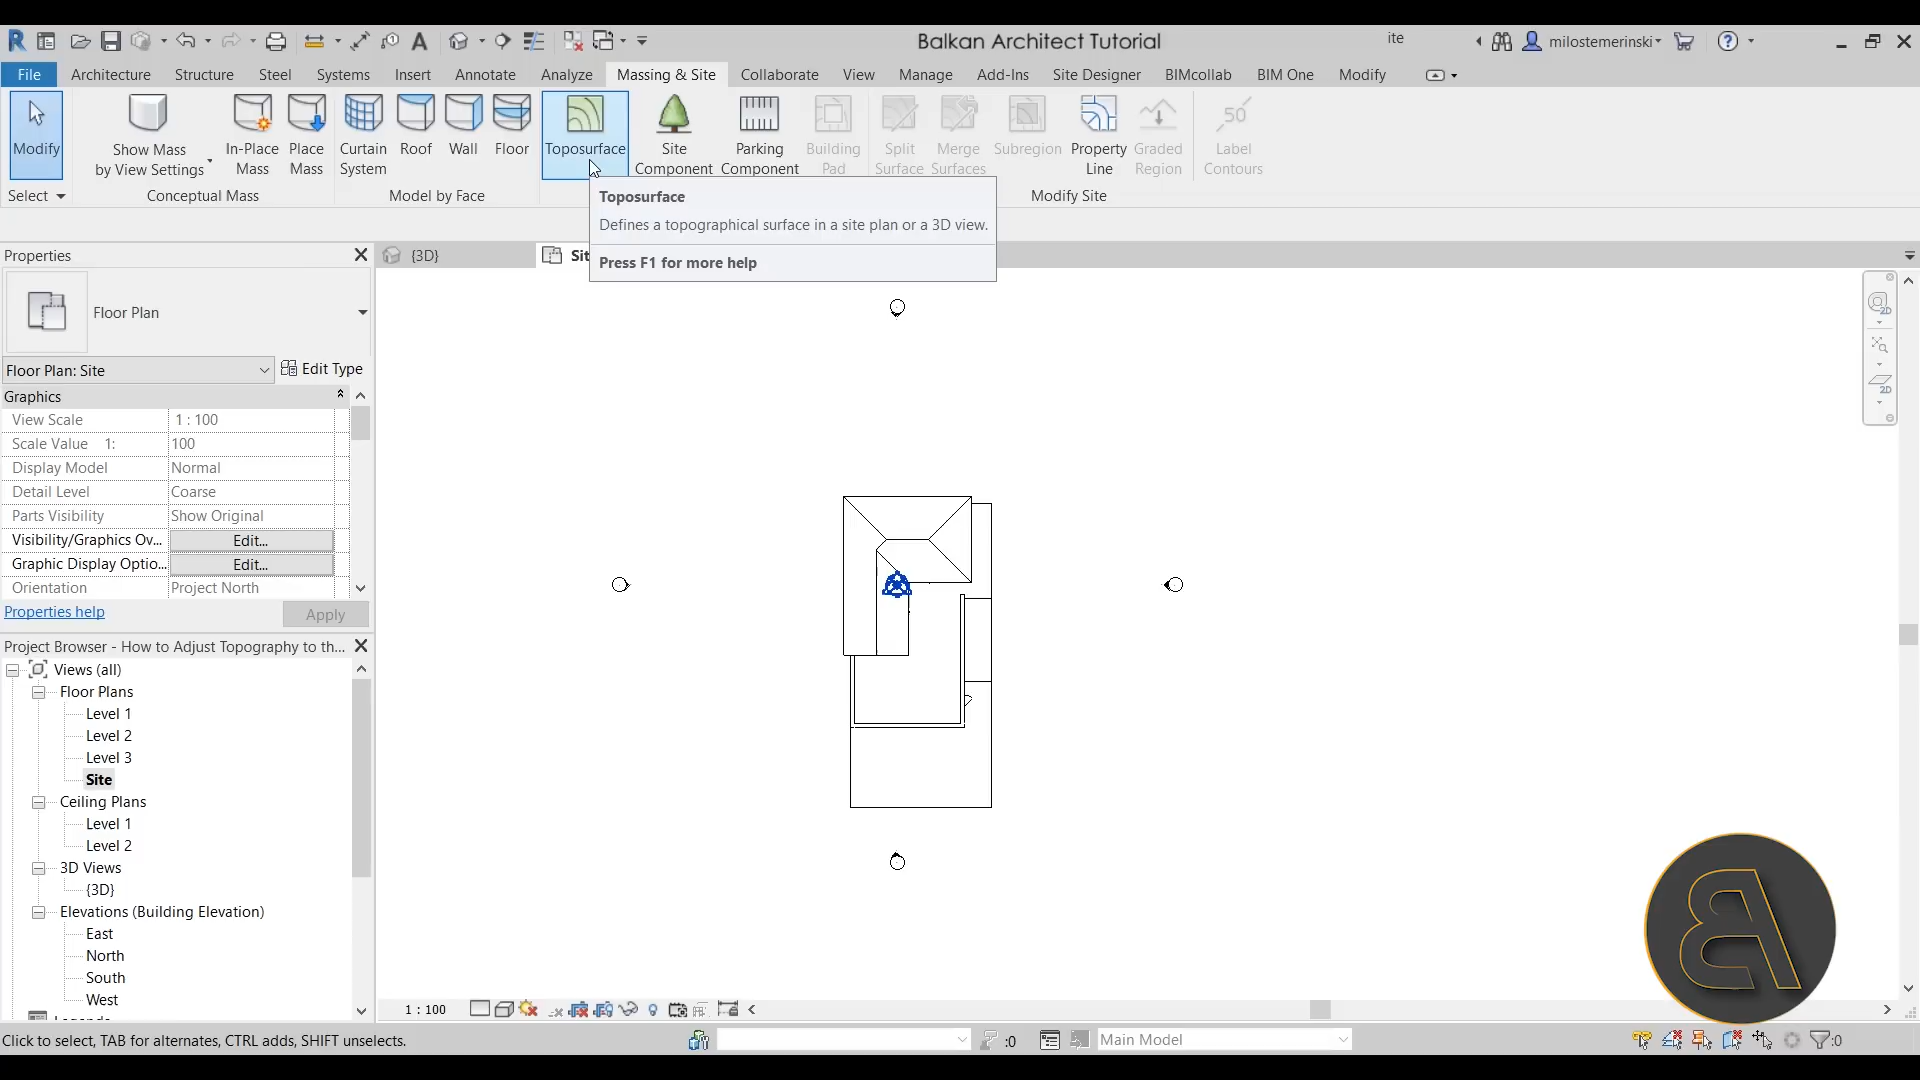 Balkan Architect Tutorial
ite
milostemerinski
File
Architecture
Structure
Steel
Systems
Insert
Annotate
Analyze
Massing & Site
Collaborate
View
Manage
Add-Ins
Site Designer
BIMcollab
BIM One
Modify
Modify
Show Mass
by View Settings
In-Place
Mass
Place
Mass
Curtain
System
Roof
Wall
Floor
Toposurface
Site
Component
Parking
Component
Building
Pad
Split
Surface
Merge
Surfaces
Subregion
Property
Line
Graded
Region
50
Label
Contours
Select
Conceptual Mass
Model by Face
Modify Site
Toposurface
Defines a topographical surface in a site plan or a 3D view.
Press F1 for more help
Properties
{3D}
Sit
Floor Plan
Floor Plan: Site
Edit Type
Graphics
View Scale
1 : 100
Scale Value 1:
100
Display Model
Normal
Detail Level
Coarse
Parts Visibility
Show Original
Visibility/Graphics Ov...
Edit...
Graphic Display Optio...
Edit...
Orientation
Project North
Properties help
Apply
Project Browser - How to Adjust Topography to th...
Views (all)
Floor Plans
Level 1
Level 2
Level 3
Site
Ceiling Plans
Level 1
Level 2
3D Views
{3D}
Elevations (Building Elevation)
East
North
South
West
2D
2D
1 : 100
Click to select, TAB for alternates, CTRL adds, SHIFT unselects.
:0
Main Model
:0